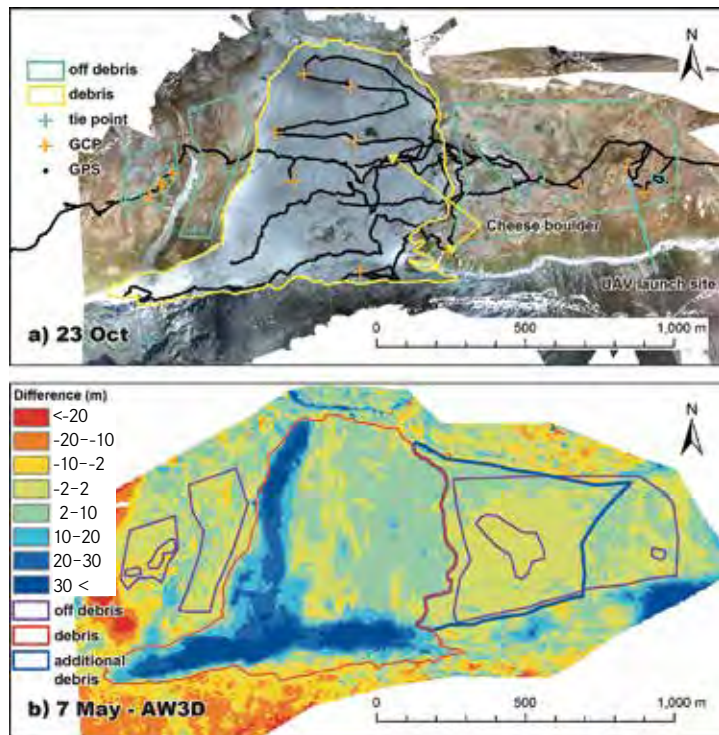 N
off debris
debris
tie point
GCP
GPS
Cheese boulder
UAV launch site
a) 23 Oct
0 500 1,000 m
Difference (m)
<-20
-20--10
-10--2
-2-2
2-10
10-20
20-30
30 <
off debris
debris
additional
debris
N
b) 7 May - AW3D
0 500 1,000 m